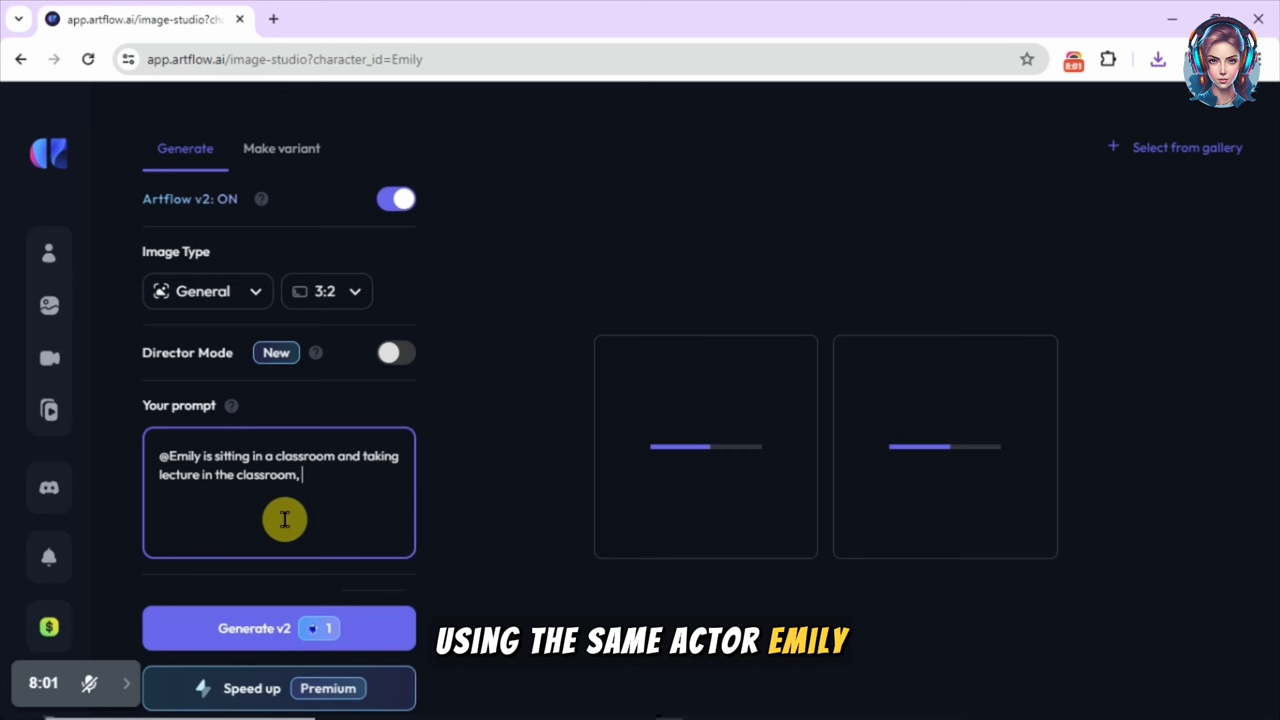 app.artflow.ai/image-studio?ch
app.artflow.ai/image-studio?character_id=Emily
8:01
Generate
Make variant
Select from gallery
Artflow v2: ON
Image Type
General
3:2
Director Mode
New
Your prompt
@Emily is sitting in a classroom and taking
lecture in the classroom,
Generate v2
1
USING THE SAME ACTOR EMILY
8:01
Speed up
Premium